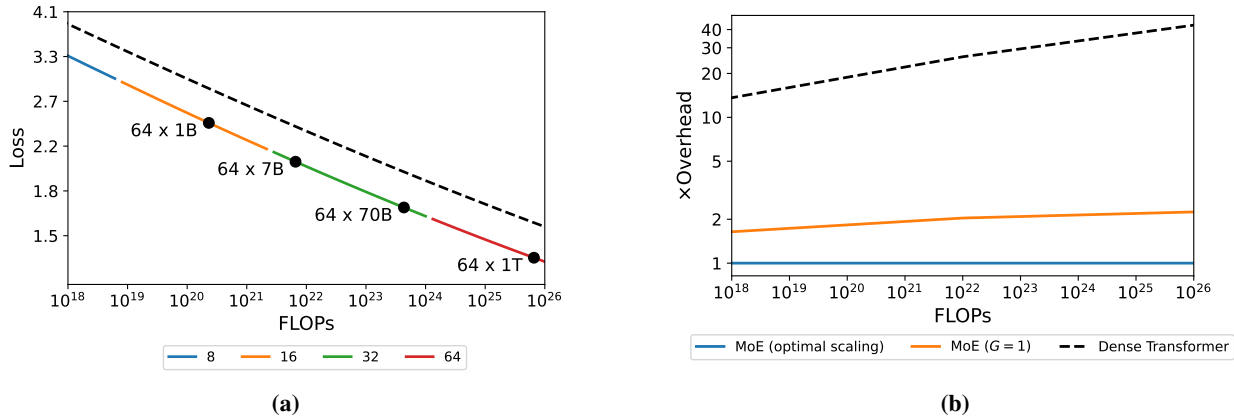 4.1
3.3
2.7
2.2
1.8
1.5
Loss
64 x 1B
64 x 7B
64 x 70B
64 x 1T
10^18 10^19 10^20 10^21 10^22 10^23 10^24 10^25 10^26
FLOPs
8 16 32 64
(a)
40
30
20
10
5
2
1
×Overhead
10^18 10^19 10^20 10^21 10^22 10^23 10^24 10^25 10^26
FLOPs
MoE (optimal scaling) MoE (G = 1) Dense Transformer
(b)